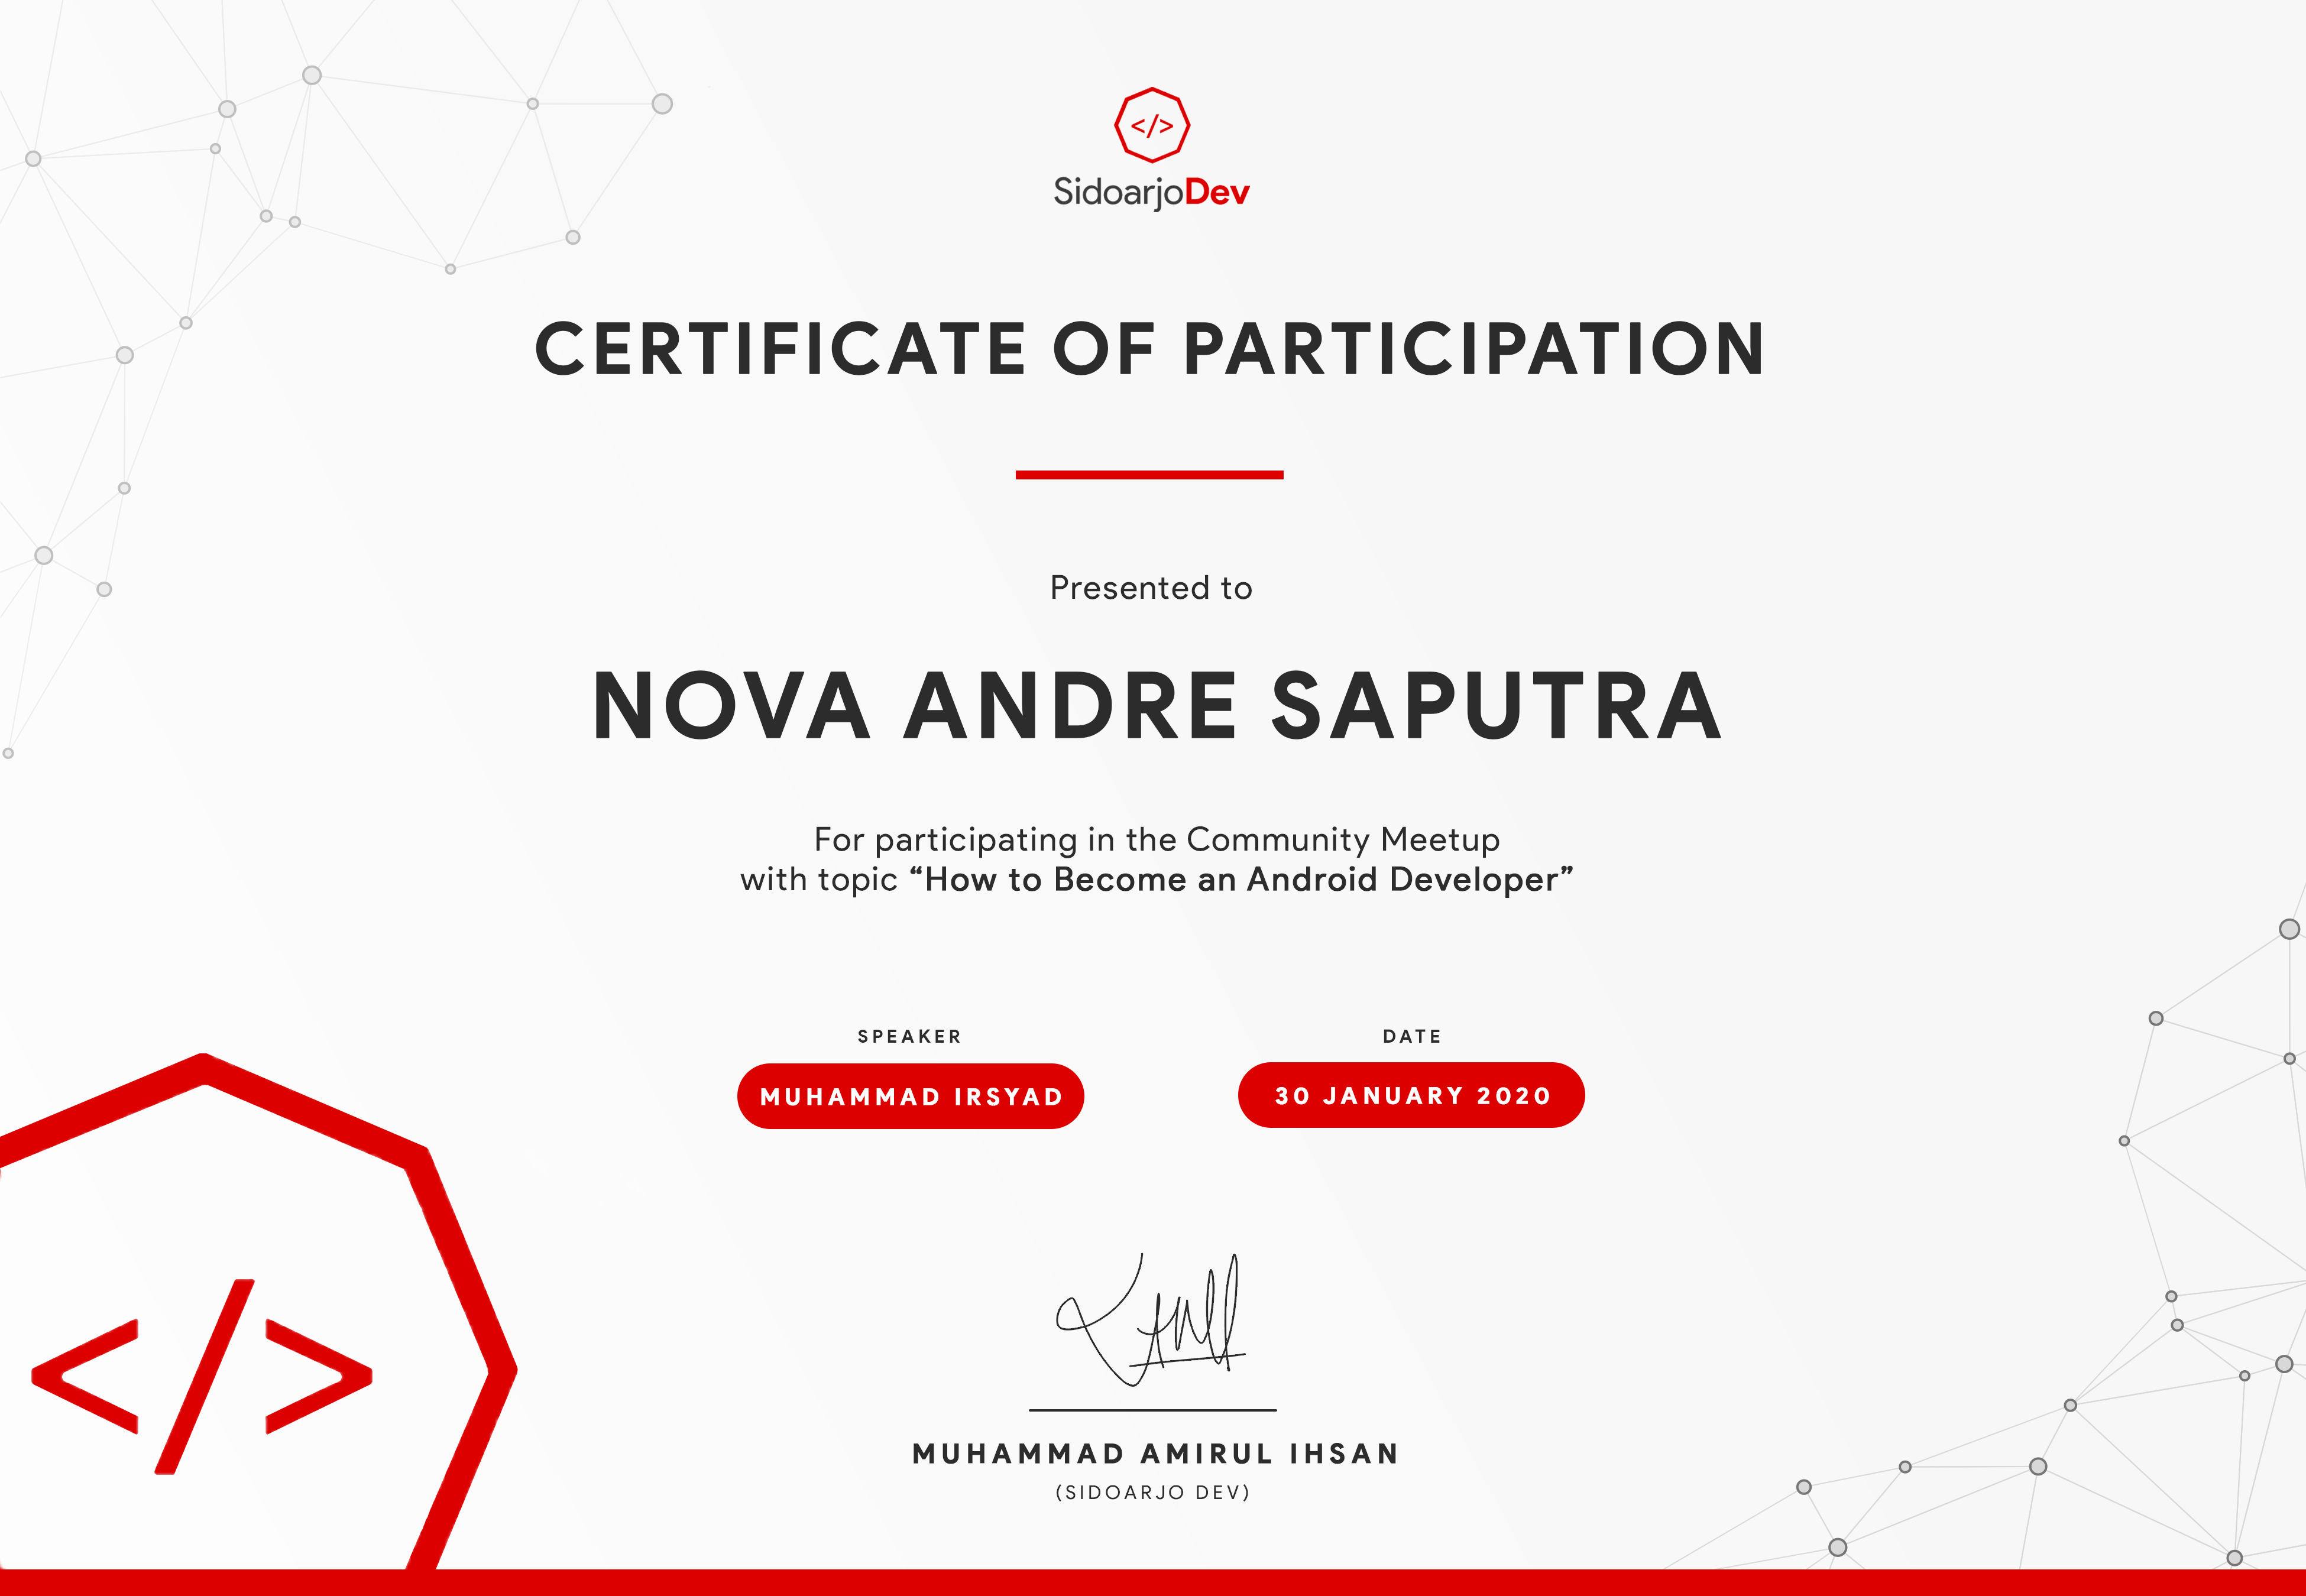 </>
SidoarjoDev
CERTIFICATE OF PARTICIPATION
Presented to
NOVA ANDRE SAPUTRA
For participating in the Community Meetup
with topic “How to Become an Android Developer”
SPEAKER
MUHAMMAD IRSYAD
DATE
30 JANUARY 2020
</>
MUHAMMAD AMIRUL IHSAN
(SIDOARJO DEV)